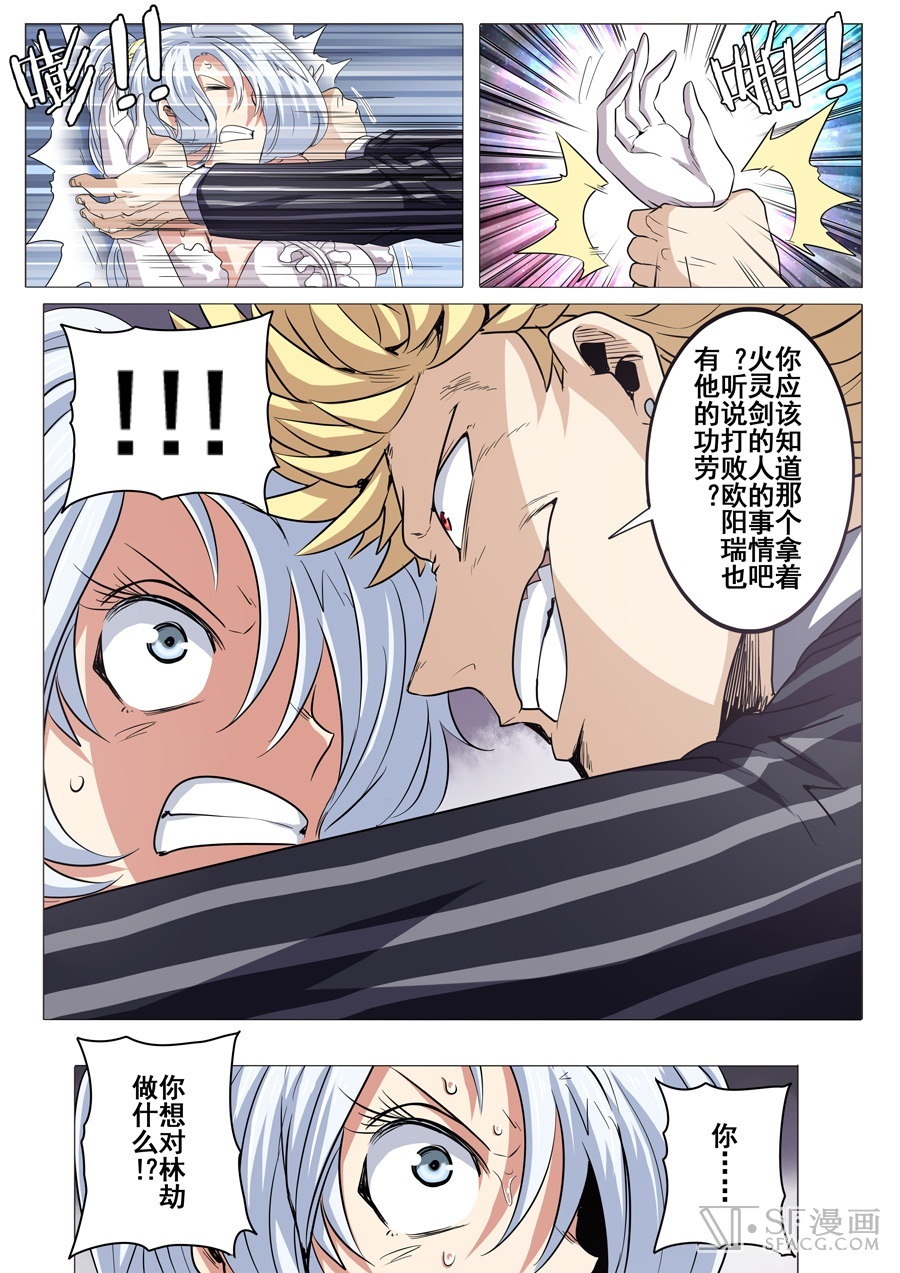 嘭!!
啪!
你应该知道那个拿着
火灵剑的人的事情吧
?听说打败欧阳瑞也
有他的功劳?
!!!
你……
你想对林劫
做什么!?
SF漫画
SFACG.COM